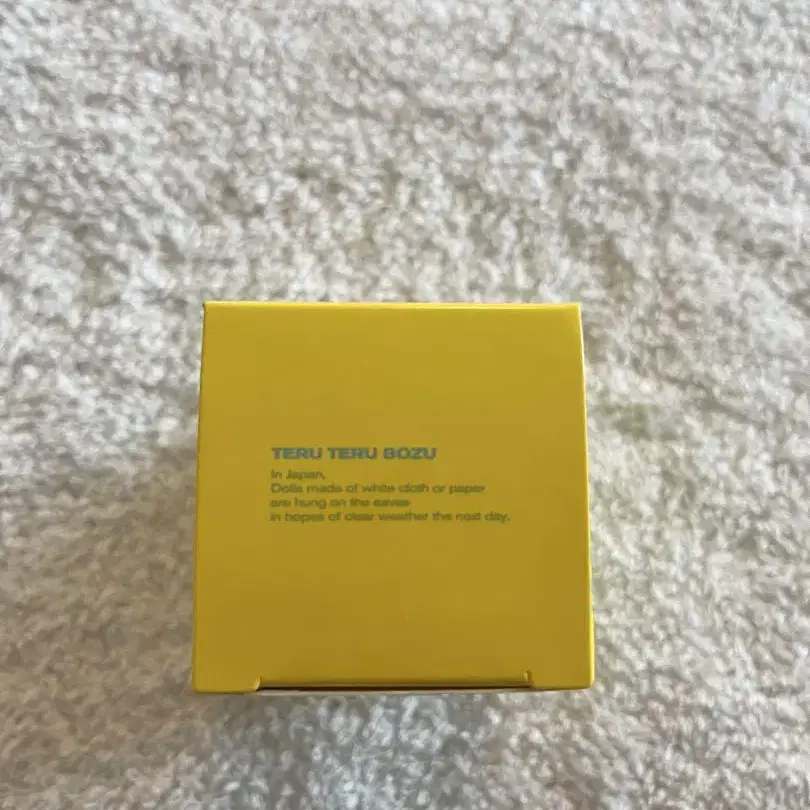 TERU TERU BOZU
In Japan,
Dolls made of white cloth or paper
are hung on the eaves
in hopes of clear weather the next day.